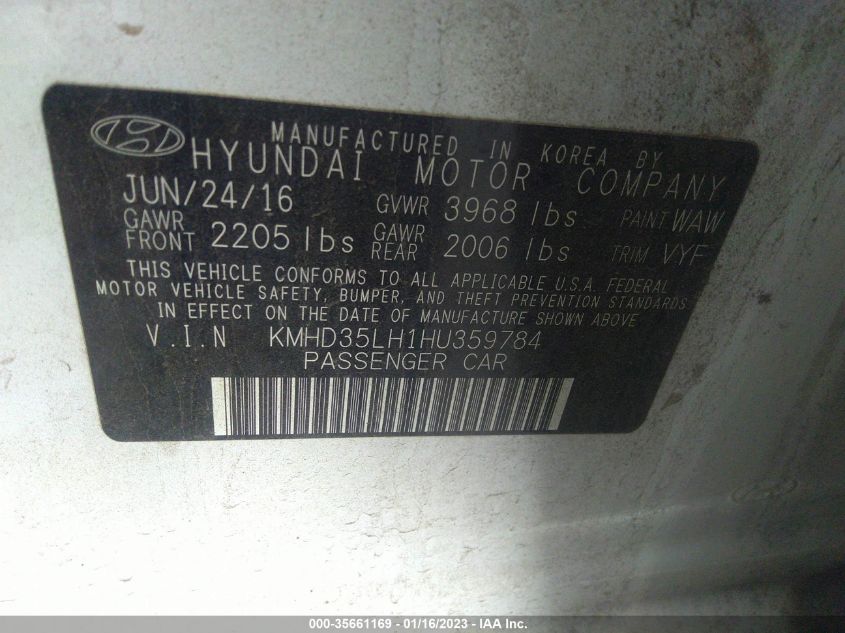 MANUFACTURED IN KOREA BY
HYUNDAI MOTOR COMPANY
JUN/24/16 GVWR 3968 lbs PAINT WAW
GAWR FRONT 2205 lbs GAWR REAR 2006 lbs TRIM VYF
THIS VEHICLE CONFORMS TO ALL APPLICABLE U.S.A. FEDERAL
MOTOR VEHICLE SAFETY, BUMPER, AND THEFT PREVENTION STANDARDS
IN EFFECT ON THE DATE OF MANUFACTURE SHOWN ABOVE
V.I.N KMHD35LH1HU359784
PASSENGER CAR
000-35661169 - 01/16/2023 - IAA Inc.